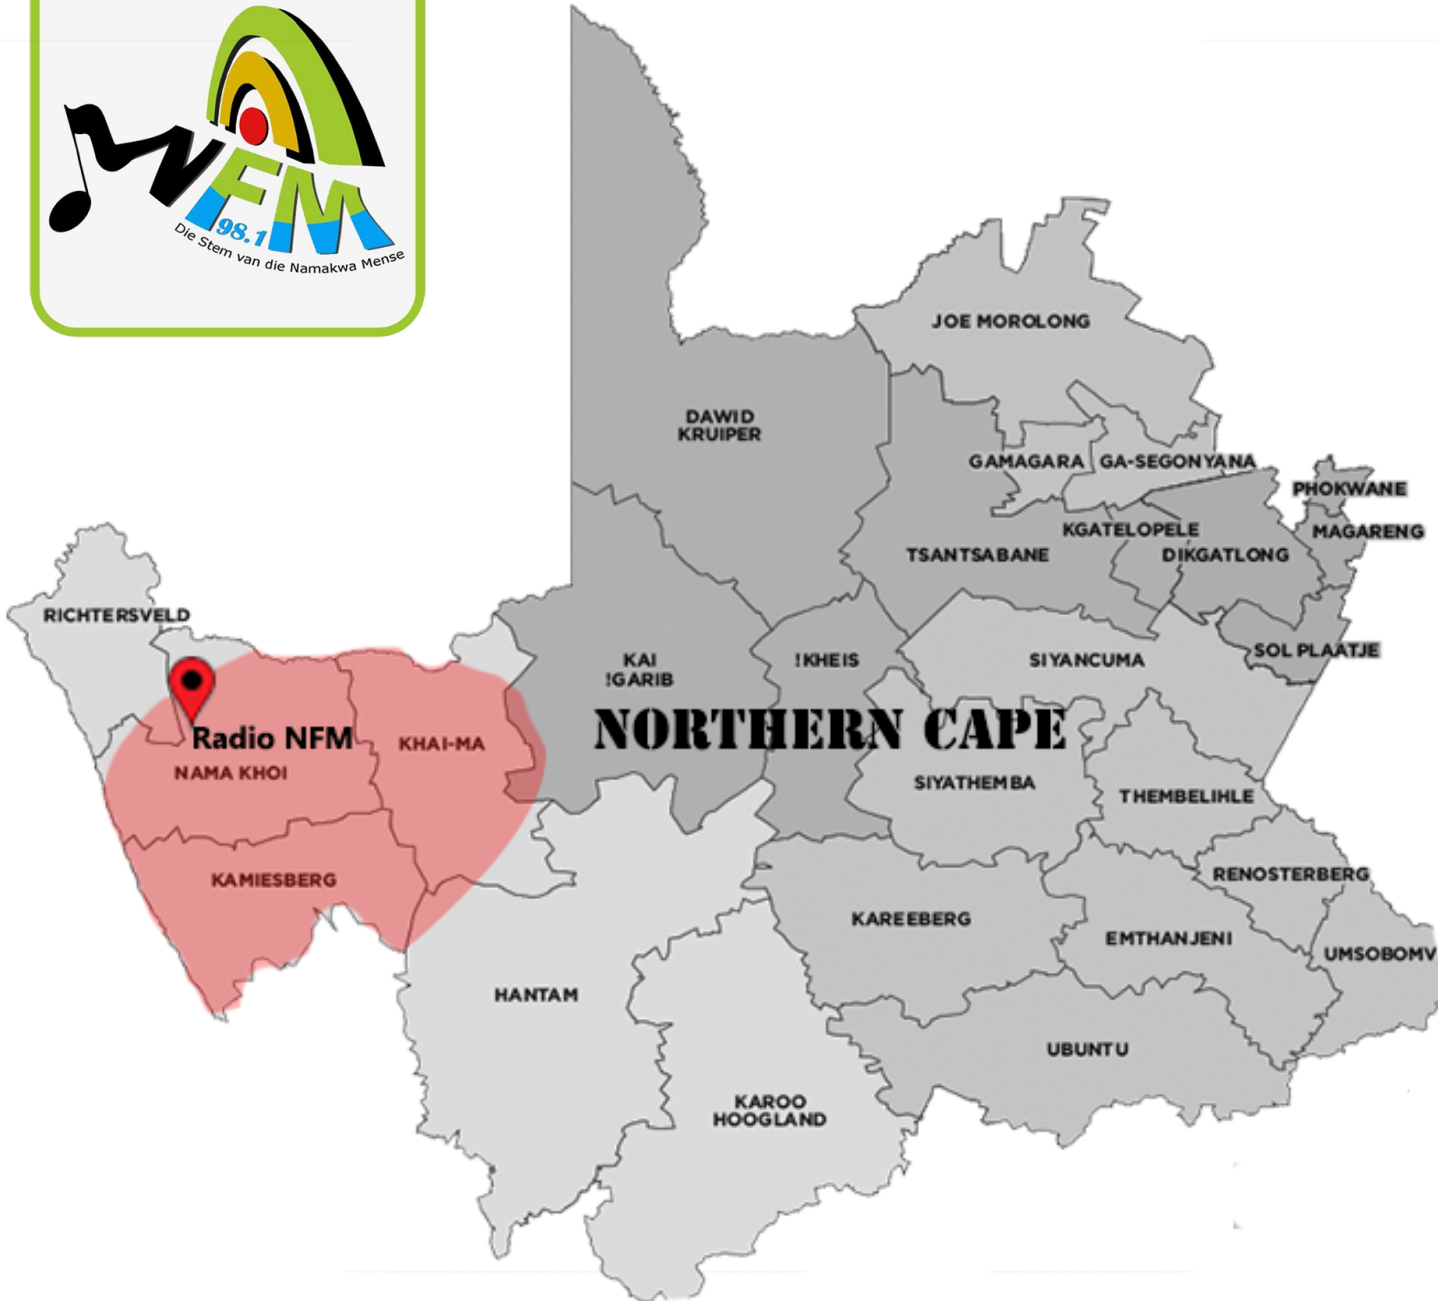 NFM
98.1
Die Stem van die Namakwa Mense
JOE MOROLONG
DAWID
KRUIPER
GAMAGARA
GA-SEGONYANA
PHOKWANE
MAGARENG
KGATELOPELE
TSANTSABANE
DIKGATLONG
RICHTERSVELD
KAI
!GARIB
!KHEIS
SIYANCUMA
SOL PLAATJE
NORTHERN CAPE
Radio NFM
KHAI-MA
NAMA KHOI
SIYATHEMBA
THEMBELIHLE
KAMIESBERG
RENOSTERBERG
KAREEBERG
EMTHANJENI
UMSOBOMV
HANTAM
UBUNTU
KAROO
HOOGLAND